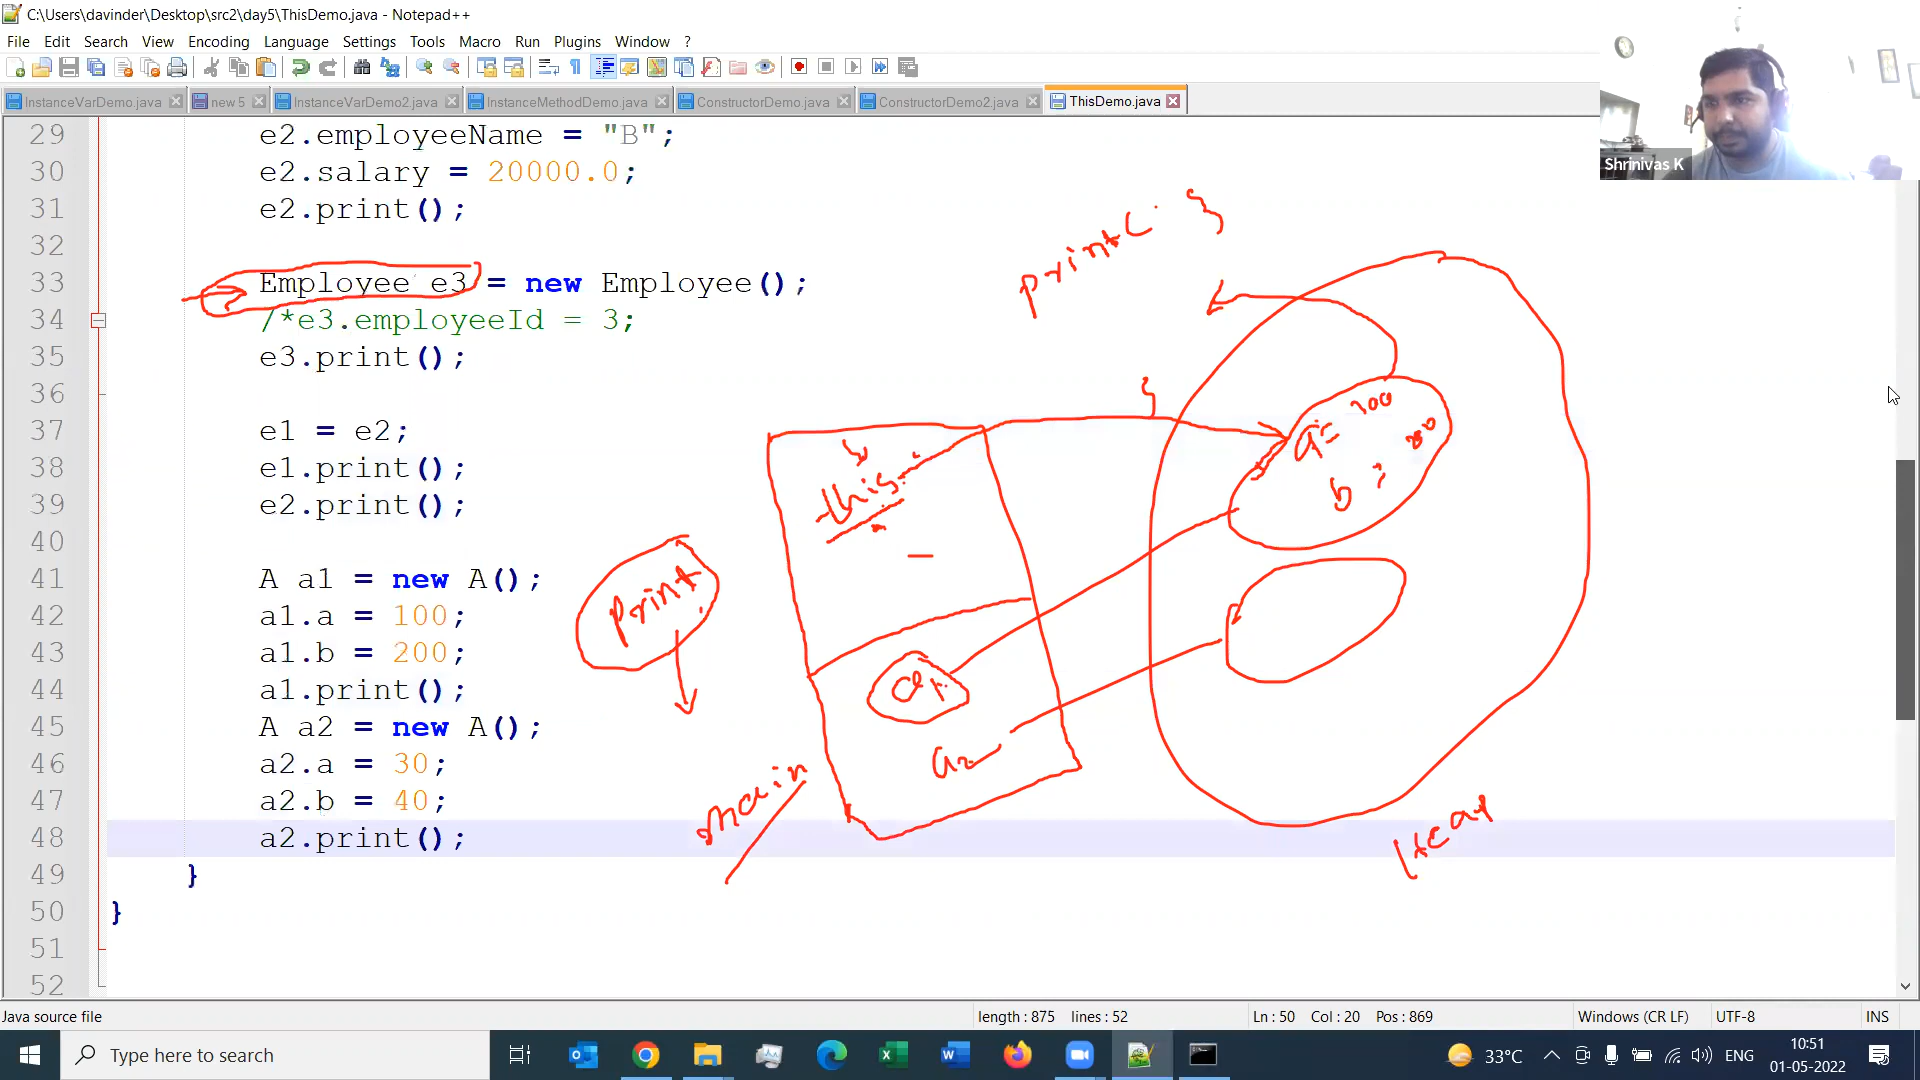 C:\Users\davinder\Desktop\src2\day5\ThisDemo.java - Notepad++
File Edit Search View Encoding Language Settings Tools Macro Run Plugins Window ?
InstanceVarDemo.java new 5 InstanceVarDemo2.java InstanceMethodDemo.java ConstructorDemo.java ConstructorDemo2.java ThisDemo.java
Shrinivas K
29 e2.employeeName = "B";
30 e2.salary = 20000.0;
31 e2.print();
32
33 Employee e3 = new Employee();
34 /*e3.employeeId = 3;
35 e3.print();
36
37 e1 = e2;
38 e1.print();
39 e2.print();
40
41 A a1 = new A();
42 a1.a = 100;
43 a1.b = 200;
44 a1.print();
45 A a2 = new A();
46 a2.a = 30;
47 a2.b = 40;
48 a2.print();
49 }
50 }
51
52
print(
this
print
a1
a2
main
Heap
Java source file length : 875 lines : 52 Ln : 50 Col : 20 Pos : 869 Windows (CR LF) UTF-8 INS
Type here to search
33°C ENG
10:51
01-05-2022